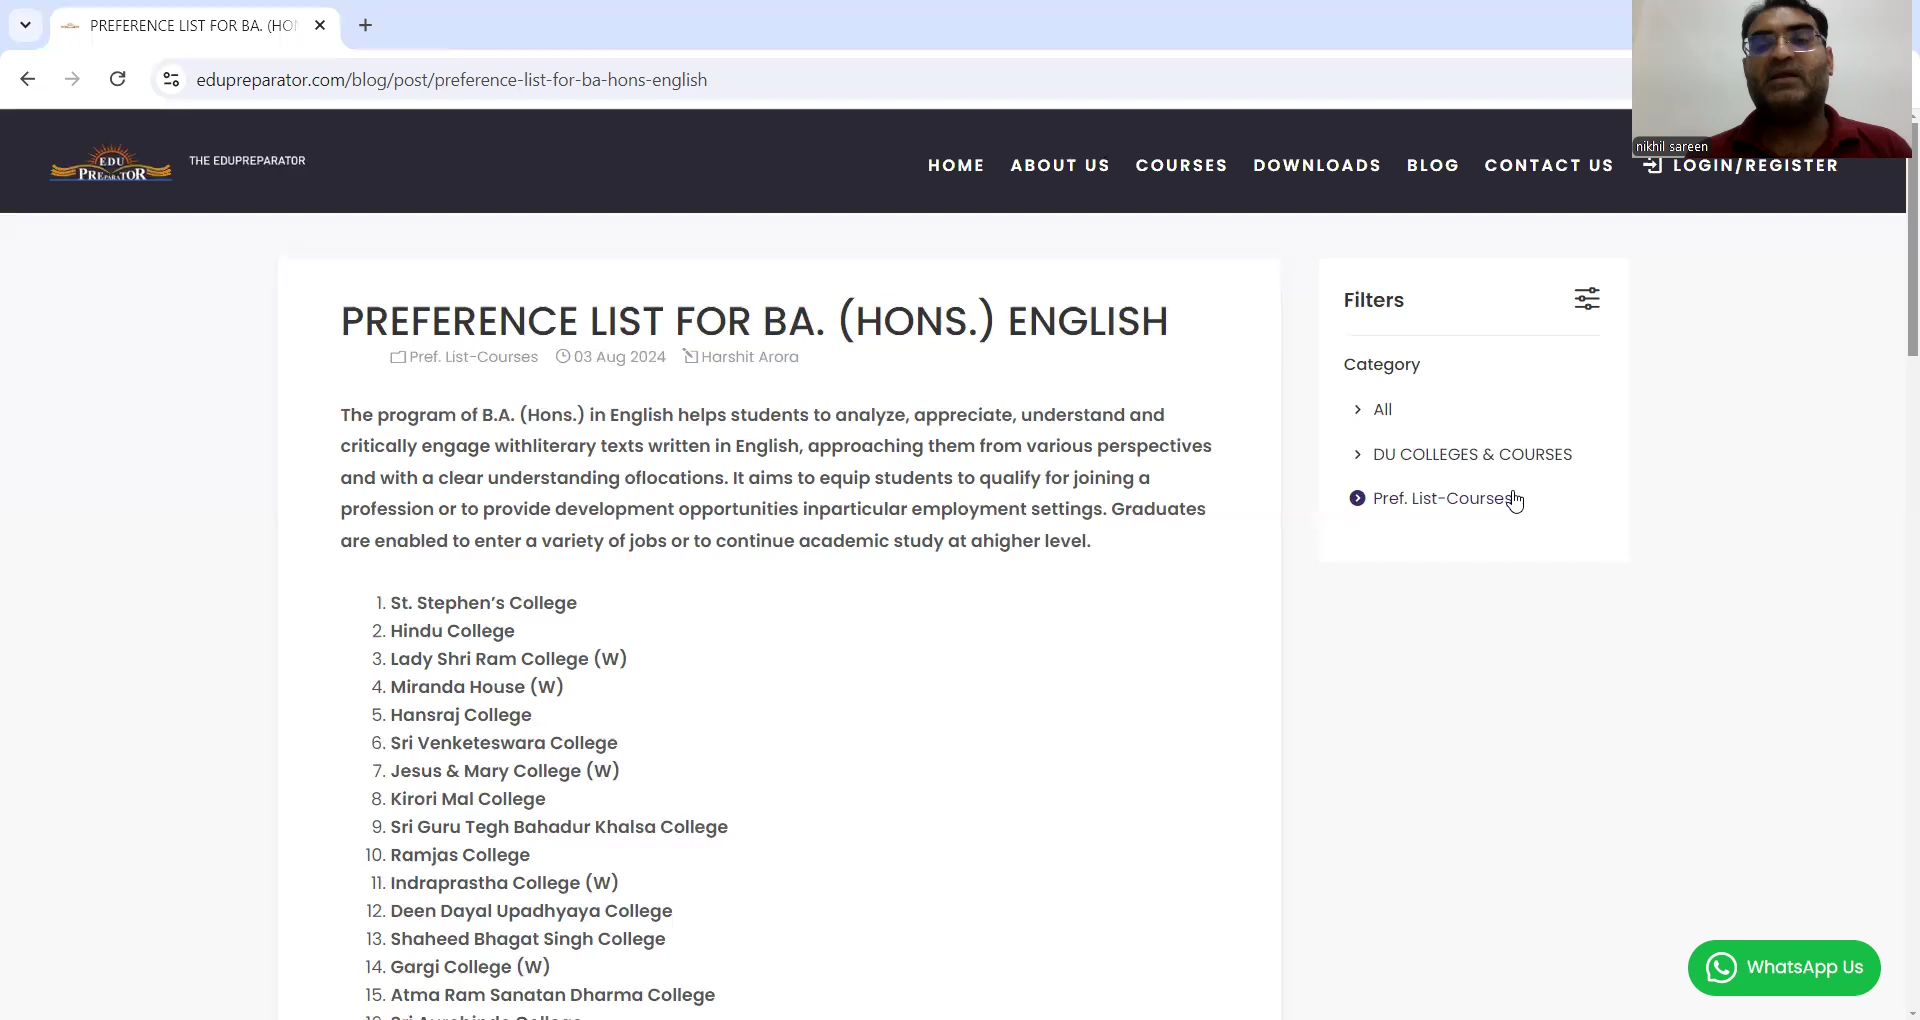 PREFERENCE LIST FOR BA. (HON
edupreparator.com/blog/post/preference-list-for-ba-hons-english
nikhil sareen
EDU
PREPARATOR
THE EDUPREPARATOR
HOME ABOUT US COURSES DOWNLOADS BLOG CONTACT US LOGIN/REGISTER
PREFERENCE LIST FOR BA. (HONS.) ENGLISH
Pref. List-Courses 03 Aug 2024 Harshit Arora
The program of B.A. (Hons.) in English helps students to analyze, appreciate, understand and
critically engage withliterary texts written in English, approaching them from various perspectives
and with a clear understanding oflocations. It aims to equip students to qualify for joining a
profession or to provide development opportunities inparticular employment settings. Graduates
are enabled to enter a variety of jobs or to continue academic study at ahigher level.
1. St. Stephen’s College
2. Hindu College
3. Lady Shri Ram College (W)
4. Miranda House (W)
5. Hansraj College
6. Sri Venketeswara College
7. Jesus & Mary College (W)
8. Kirori Mal College
9. Sri Guru Tegh Bahadur Khalsa College
10. Ramjas College
11. Indraprastha College (W)
12. Deen Dayal Upadhyaya College
13. Shaheed Bhagat Singh College
14. Gargi College (W)
15. Atma Ram Sanatan Dharma College
Filters
Category
All
DU COLLEGES & COURSES
Pref. List-Courses
WhatsApp Us